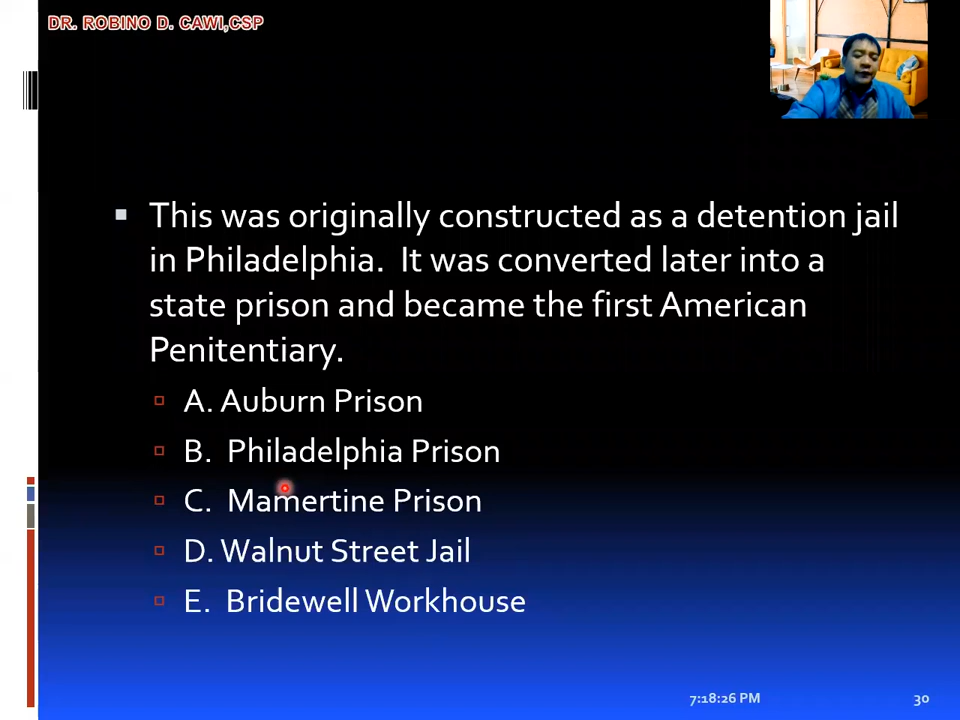 DR. ROBINO D. CAWI,CSP
This was originally constructed as a detention jail
in Philadelphia. It was converted later into a
state prison and became the first American
Penitentiary.
A. Auburn Prison
B. Philadelphia Prison
C. Mamertine Prison
D. Walnut Street Jail
E. Bridewell Workhouse
7:18:26 PM 30